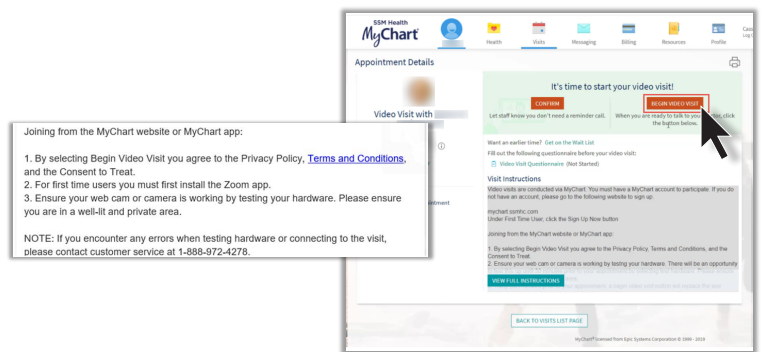 Joining from the MyChart website or MyChart app:
1. By selecting Begin Video Visit you agree to the Privacy Policy, Terms and Conditions,
and the Consent to Treat.
2. For first time users you must first install the Zoom app.
3. Ensure your web cam or camera is working by testing your hardware. Please ensure
you are in a well-lit and private area.
NOTE: If you encounter any errors when testing hardware or connecting to the visit,
please contact customer service at 1-888-972-4278.
SSM Health
MyChart
Health
Visits
Messaging
Billing
Resources
Profile
Appointment Details
Video Visit with
It's time to start your video visit!
CONFIRM
Let staff know you don't need a reminder call.
BEGIN VIDEO VISIT
When you are ready to talk to your doctor, click
the button below.
Want an earlier time? Get on the Wait List
Fill out the following questionnaire before your video visit:
Video Visit Questionnaire (Not Started)
Visit Instructions
Video visits are conducted via MyChart. You must have a MyChart account to participate. If you do
not have an account, please go to the following website to sign up.
mychart.ssmhc.com
Under First Time User, click the Sign Up Now button
Joining from the MyChart website or MyChart app:
1. By selecting Begin Video Visit you agree to the Privacy Policy, Terms and Conditions, and the
Consent to Treat.
2. Ensure your web cam or camera is working by testing your hardware. There will be an opportunity
VIEW FULL INSTRUCTIONS
BACK TO VISITS LIST PAGE
MyChart® licensed from Epic Systems Corporation © 1999 - 2019